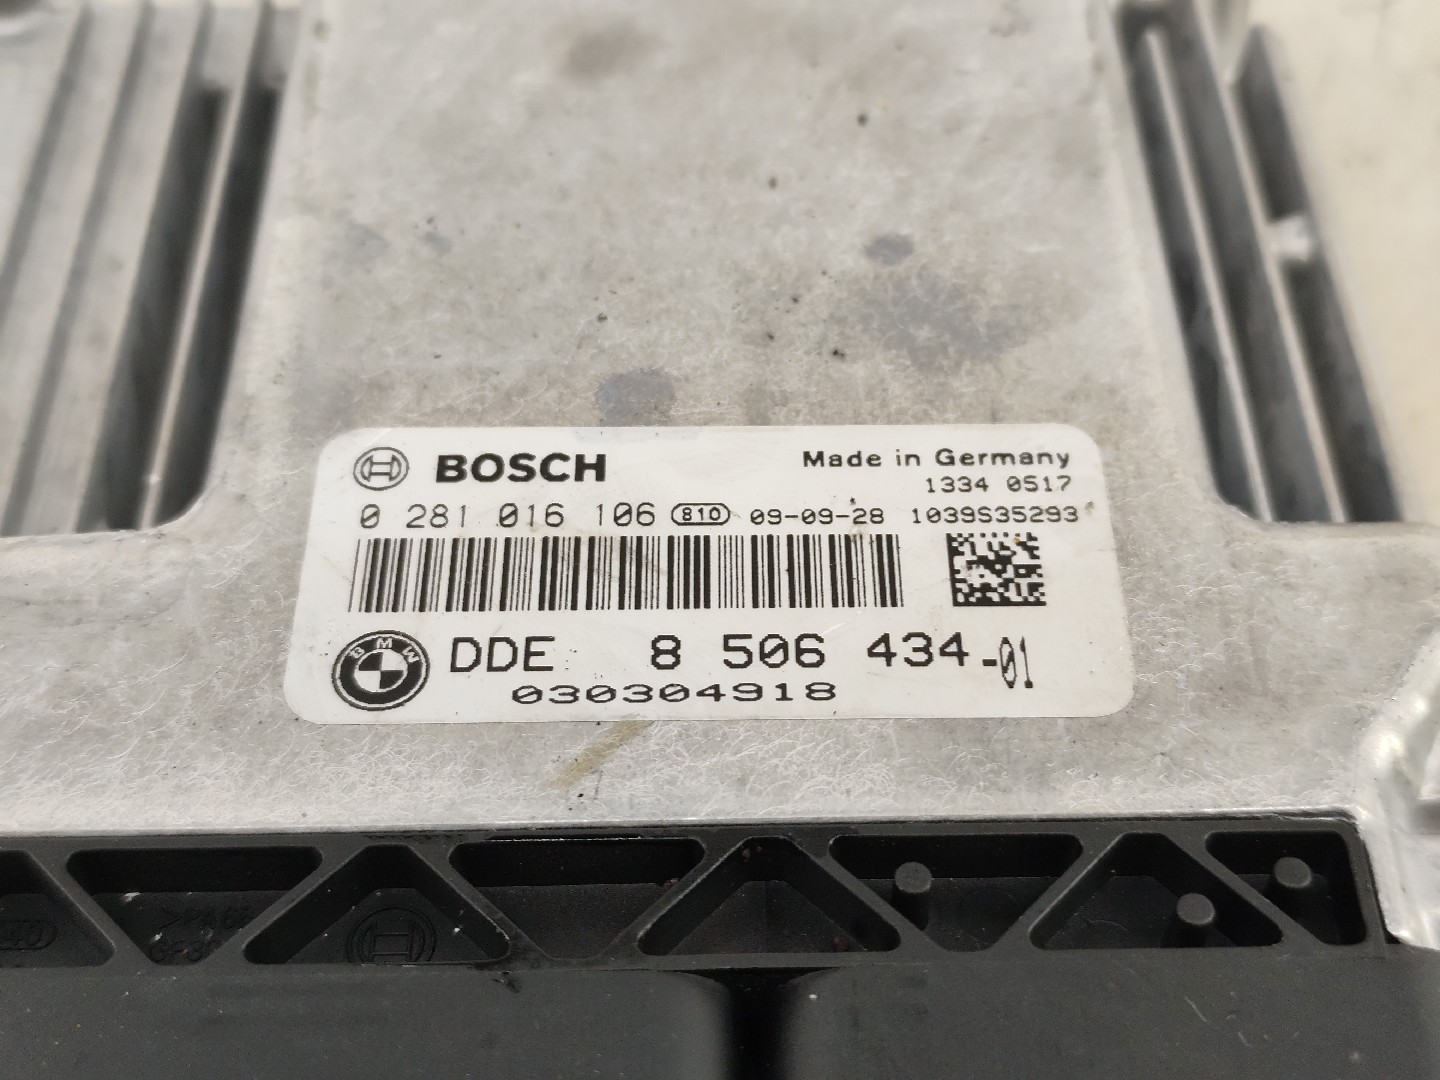 BOSCH
Made in Germany
1334 0517
0 281 016 106 810 09-09-28 1039S35293
BMW DDE 8 506 434-01
030304918